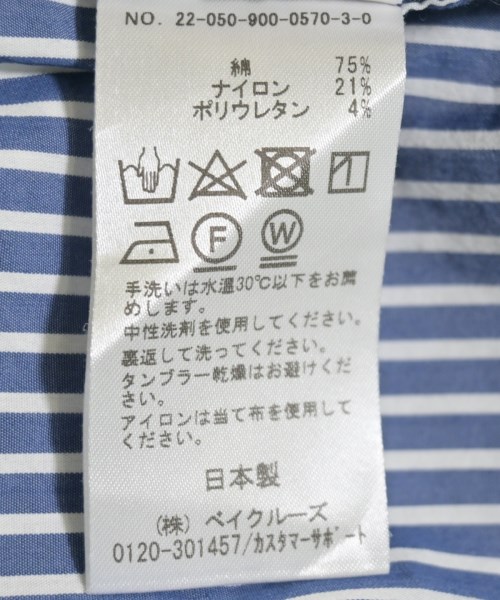 NO. 22-050-900-0570-3-0
綿 75%
ナイロン 21%
ポリウレタン 4%
F W
手洗いは水温30℃以下をお薦
めします。
中性洗剤を使用してください。
裏返して洗ってください。
タンブラー乾燥はお避けくだ
さい。
アイロンは当て布を使用して
ください。
日本製
(株) ベイクルーズ
0120-301457/カスタマーサポート